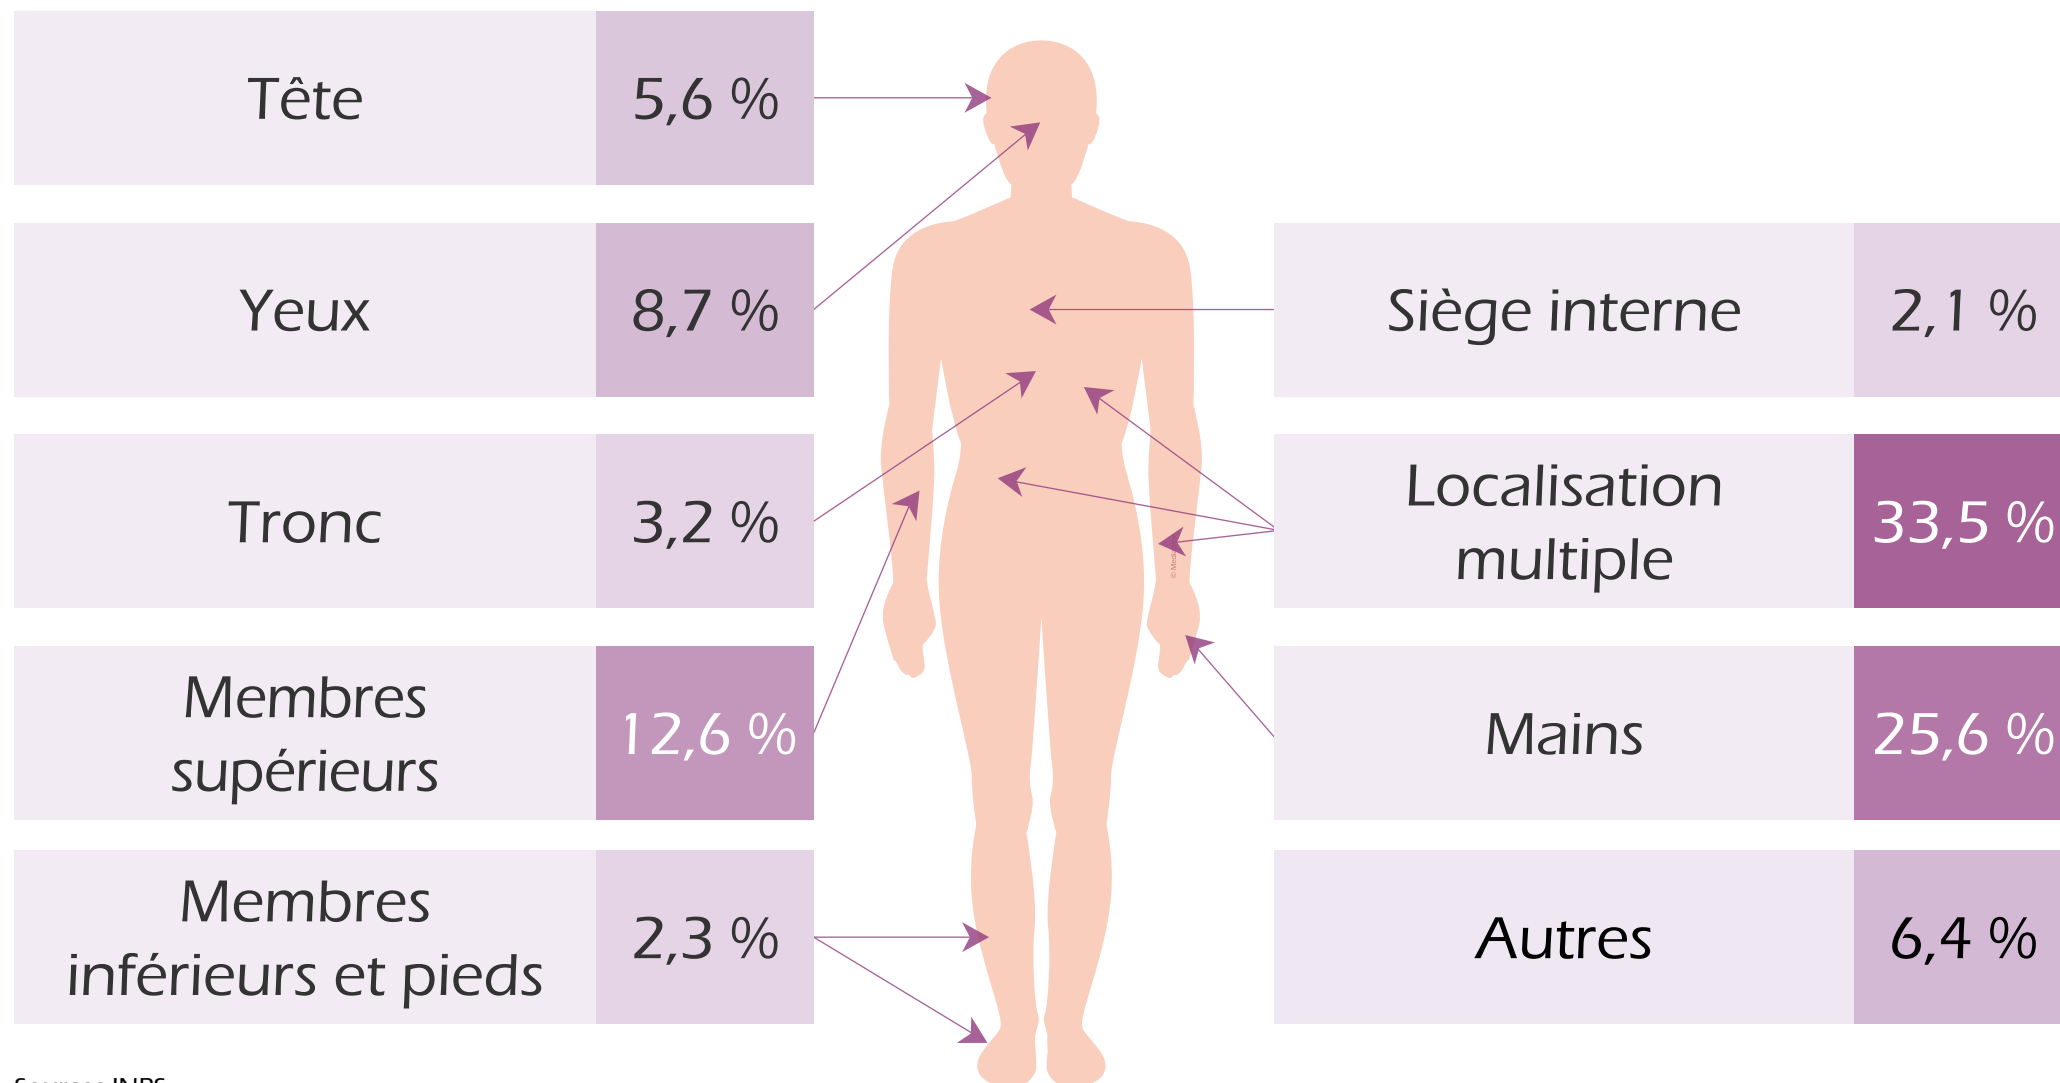 Tête
5,6 %
Yeux
8,7 %
Tronc
3,2 %
Membres
supérieurs
12,6 %
Membres
inférieurs et pieds
2,3 %
Siège interne
2,1 %
Localisation
multiple
33,5 %
Mains
25,6 %
Autres
6,4 %